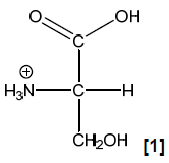 O OH
C
⊕
H₃N C H
CH₂OH [1]